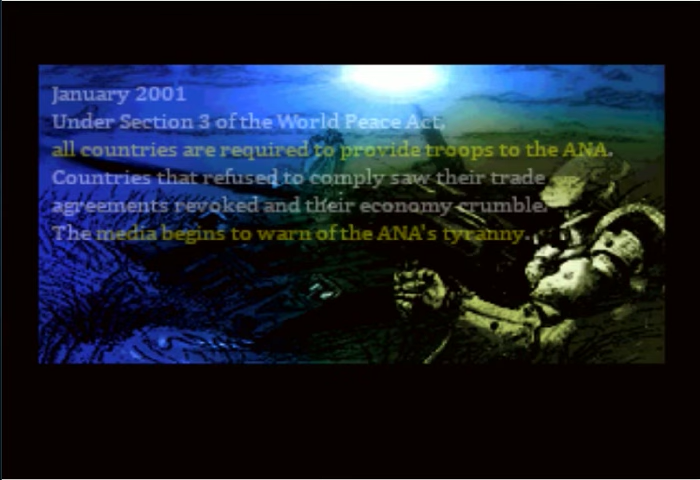 January 2001
Under Section 3 of the World Peace Act,
all countries are required to provide troops to the ANA.
Countries that refused to comply saw their trade
agreements revoked and their economy crumble.
The media begins to warn of the ANA's tyranny...